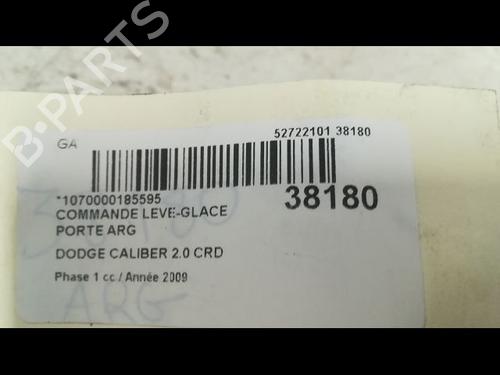 GA
52722101 38180
*1070000185595
38180
COMMANDE LEVE-GLACE
PORTE ARG
DODGE CALIBER 2.0 CRD
Phase 1 cc / Année 2009
ARG
B-PARTS